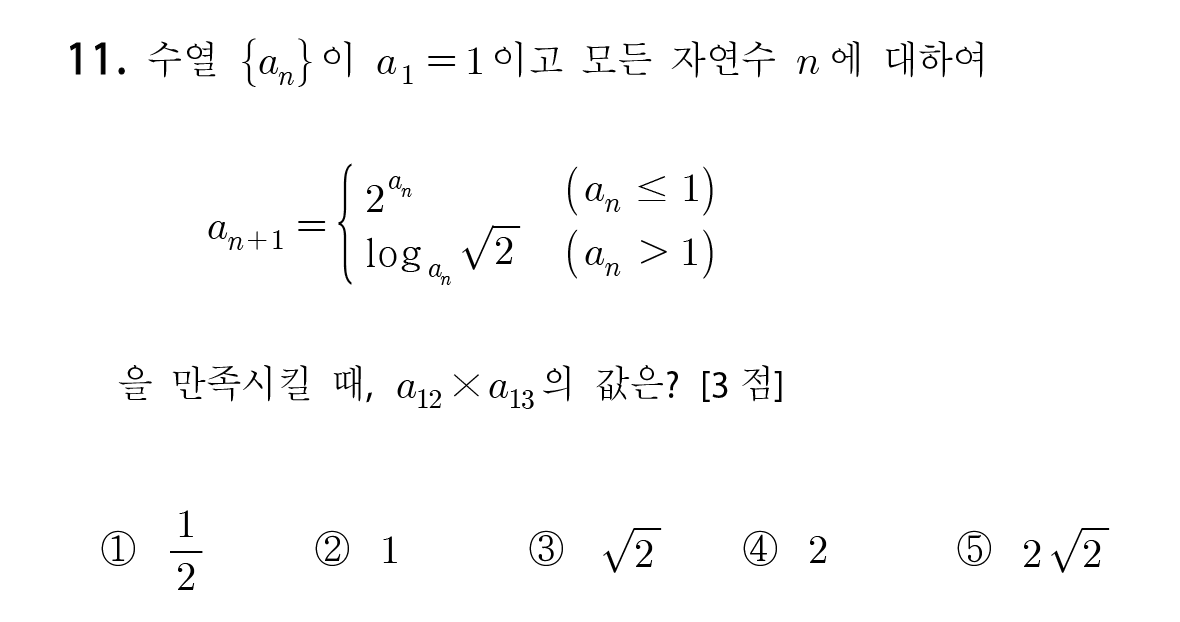 11. 수열 {aₙ}이 a₁ = 1이고 모든 자연수 n에 대하여
aₙ₊₁ = { 2^{aₙ} (aₙ ≤ 1)
log_{aₙ} √2 (aₙ > 1)
을 만족시킬 때, a₁₂ × a₁₃의 값은? [3 점]
① 1/2 ② 1 ③ √2 ④ 2 ⑤ 2√2